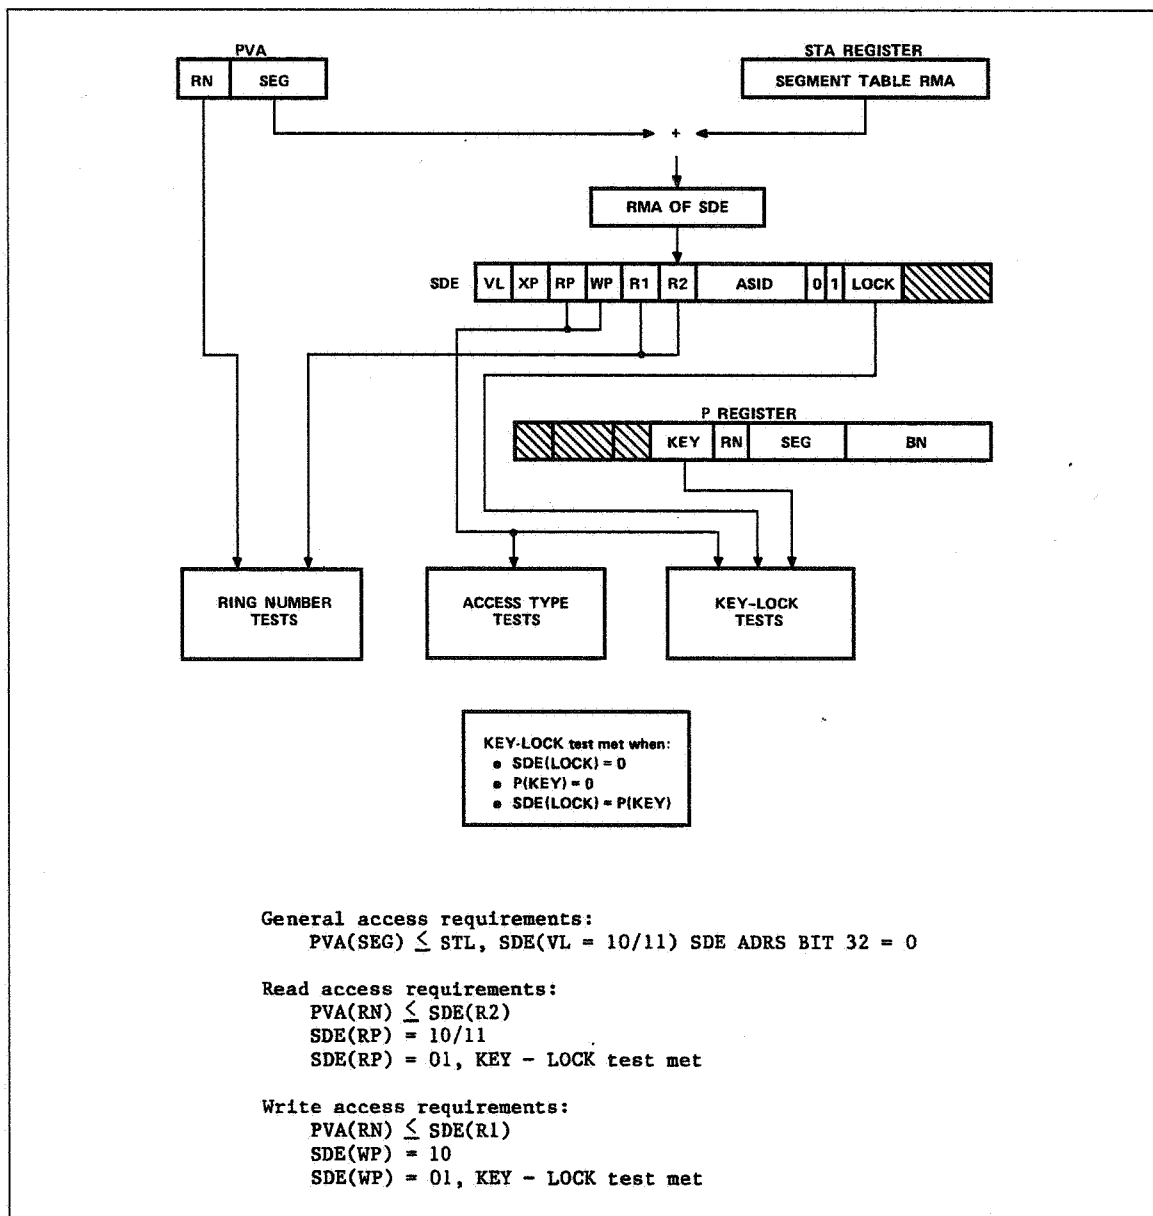 PVA
STA REGISTER
RN SEG
SEGMENT TABLE RMA
+
RMA OF SDE
SDE VL XP RP WP R1 R2 ASID 0 1 LOCK
P REGISTER
KEY RN SEG BN
RING NUMBER
TESTS
ACCESS TYPE
TESTS
KEY-LOCK
TESTS
KEY-LOCK test met when:
• SDE(LOCK) = 0
• P(KEY) = 0
• SDE(LOCK) = P(KEY)
General access requirements:
PVA(SEG) ≤ STL, SDE(VL = 10/11) SDE ADRS BIT 32 = 0
Read access requirements:
PVA(RN) ≤ SDE(R2)
SDE(RP) = 10/11
SDE(RP) = 01, KEY - LOCK test met
Write access requirements:
PVA(RN) ≤ SDE(R1)
SDE(WP) = 10
SDE(WP) = 01, KEY - LOCK test met